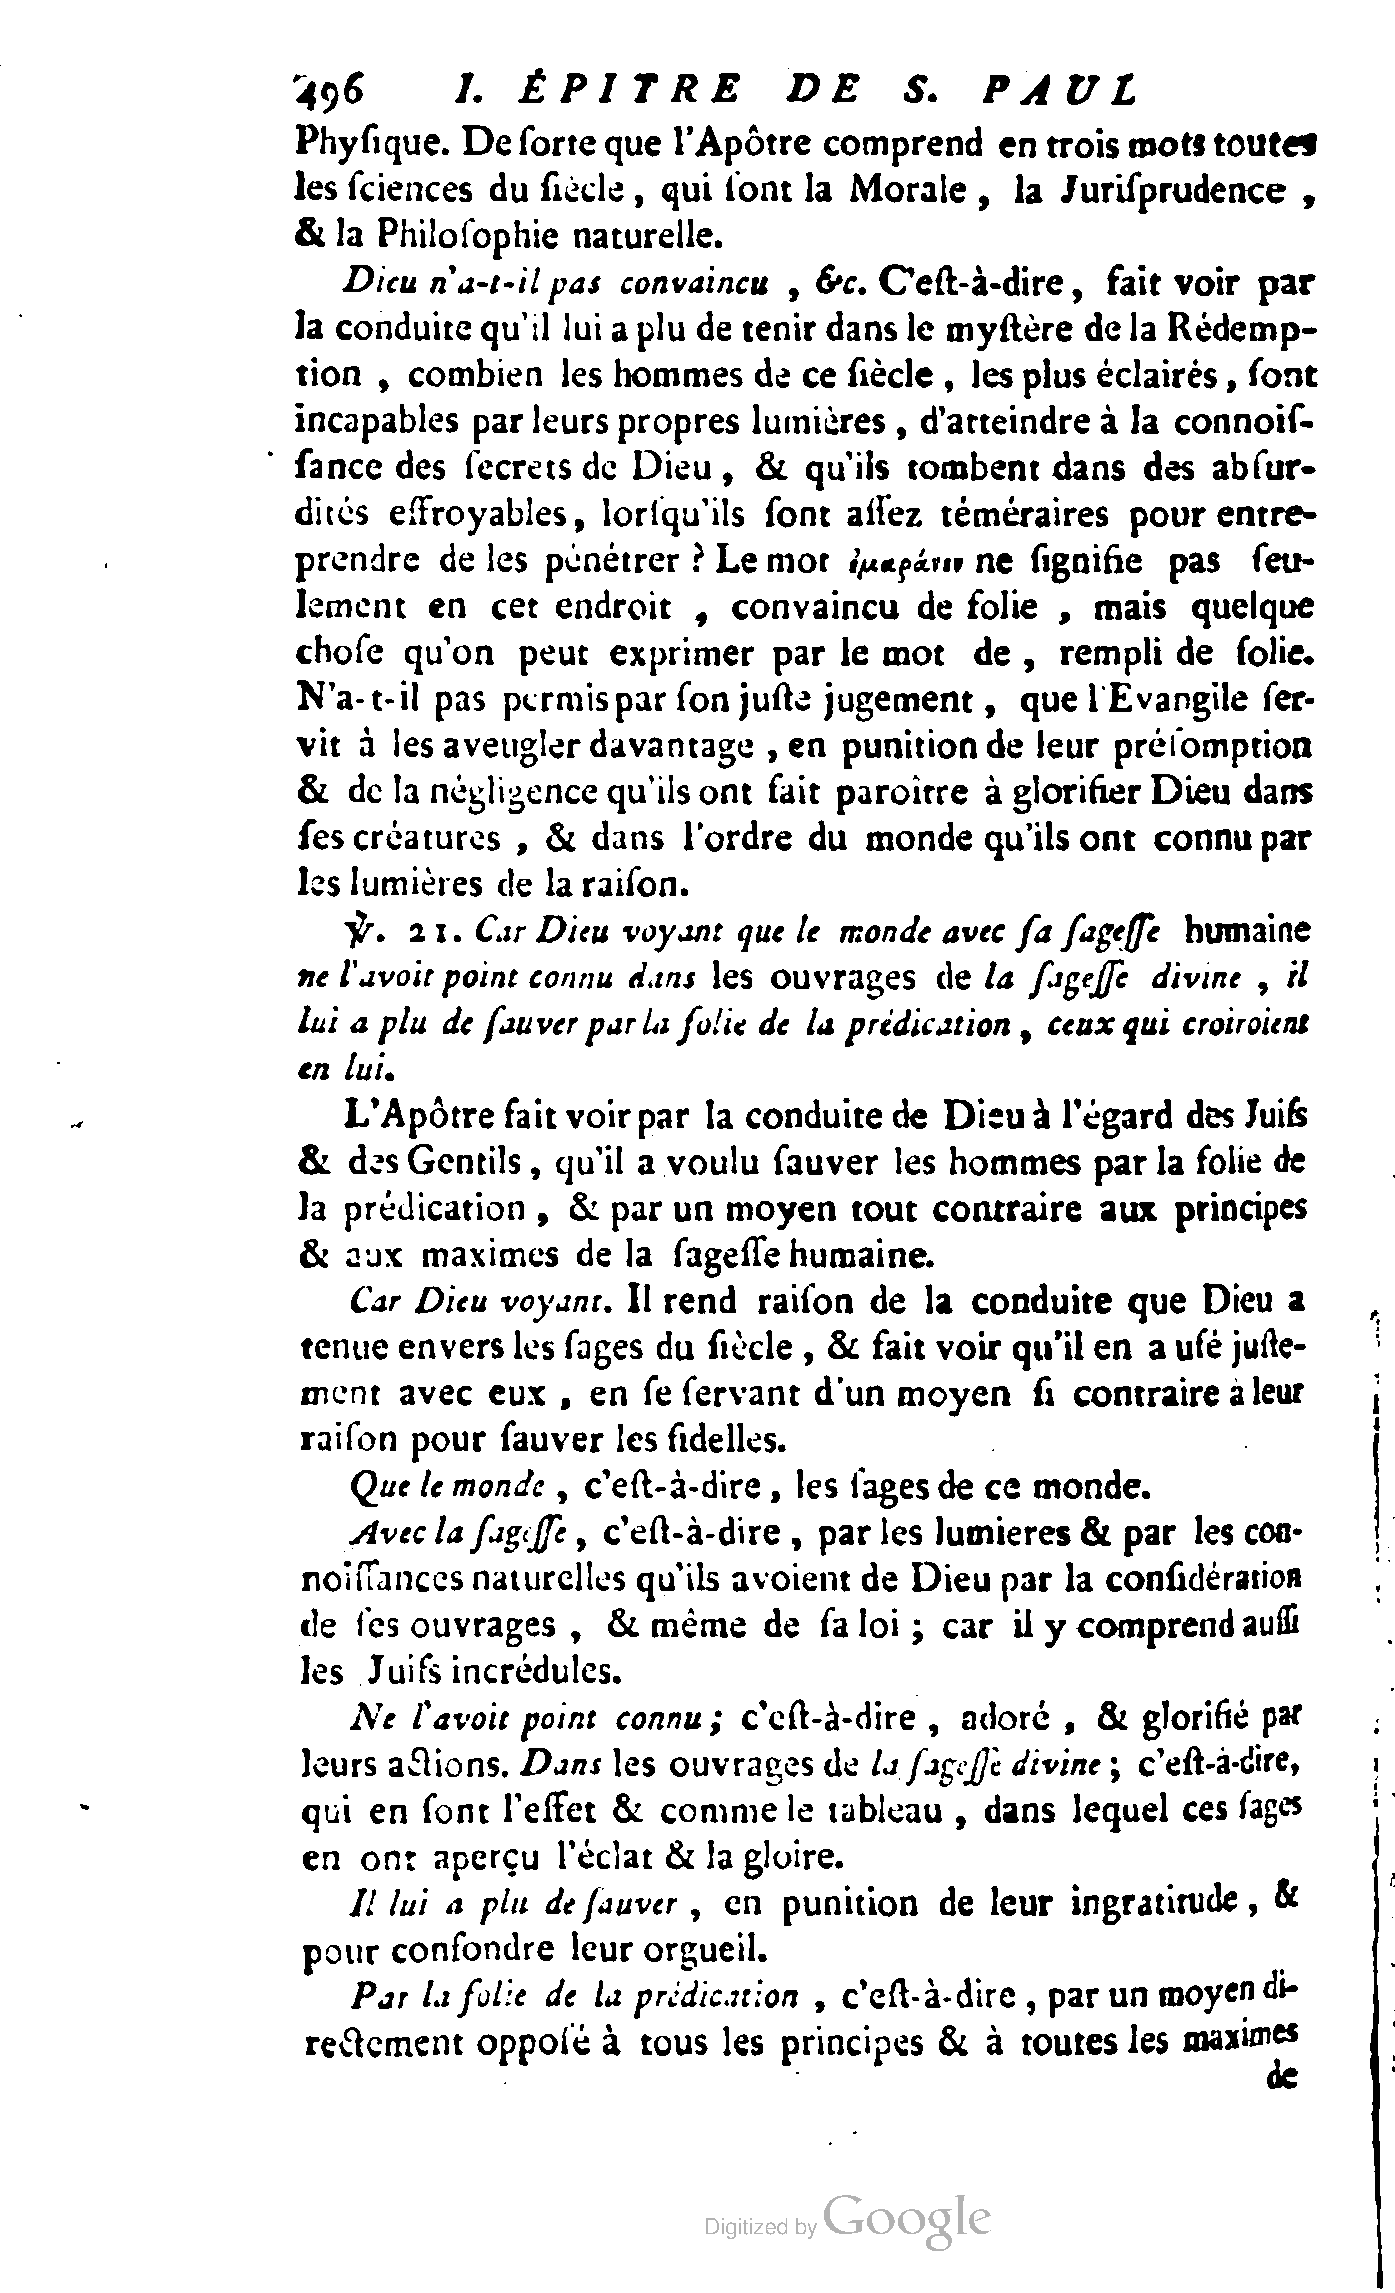 496 I. ÉPITRE DE S. PAUL
Phyſique. De ſorte que l'Apôtre comprend en trois mots toutes
les ſciences du ſiècle, qui ſont la Morale, la Juriſprudence,
& la Philoſophie naturelle.
Dieu n'a-t-il pas convaincu, &c. C'eſt-à-dire, fait voir par
la conduite qu'il lui a plu de tenir dans le myſtère de la Rédemp-
tion, combien les hommes de ce ſiècle, les plus éclairés, ſont
incapables par leurs propres lumières, d'atteindre à la connoiſ-
ſance des ſecrets de Dieu, & qu'ils tombent dans des abſur-
dités effroyables, lorſqu'ils ſont aſſez téméraires pour entre-
prendre de les pénétrer ? Le mot ne ſignifie pas ſeu-
lement en cet endroit, convaincu de folie, mais quelque
choſe qu'on peut exprimer par le mot de, rempli de folie.
N'a-t-il pas permis par ſon juſte jugement, que l'Evangile ſer-
vit à les aveugler davantage, en punition de leur préſomption
& de la négligence qu'ils ont fait paroître à glorifier Dieu dans
ſes créatures, & dans l'ordre du monde qu'ils ont connu par
les lumières de la raiſon.
℣. 21. Car Dieu voyant que le monde avec ſa ſageſſe humaine
ne l'avoit point connu dans les ouvrages de la ſageſſe divine, il
lui a plu de ſauver par la folie de la prédication, ceux qui croiroient
en lui.
L'Apôtre fait voir par la conduite de Dieu à l'égard des Juifs
& des Gentils, qu'il a voulu ſauver les hommes par la folie de
la prédication, & par un moyen tout contraire aux principes
& aux maximes de la ſageſſe humaine.
Car Dieu voyant. Il rend raiſon de la conduite que Dieu a
tenue envers les ſages du ſiècle, & fait voir qu'il en a uſé juſte-
ment avec eux, en ſe ſervant d'un moyen ſi contraire à leur
raiſon pour ſauver les fidelles.
Que le monde, c'eſt-à-dire, les ſages de ce monde.
Avec la ſageſſe, c'eſt-à-dire, par les lumieres & par les con-
noiſſances naturelles qu'ils avoient de Dieu par la conſidération
de ſes ouvrages, & même de ſa loi ; car il y comprend auſſi
les Juifs incrédules.
Ne l'avoit point connu ; c'eſt-à-dire, adoré, & glorifié par
leurs actions. Dans les ouvrages de la ſageſſe divine ; c'eſt-à-dire,
qui en ſont l'effet & comme le tableau, dans lequel ces ſages
en ont aperçu l'éclat & la gloire.
Il lui a plu de ſauver, en punition de leur ingratitude, &
pour confondre leur orgueil.
Par la folie de la prédication, c'eſt-à-dire, par un moyen di-
rectement oppoſé à tous les principes & à toutes les maximes
de
Digitized by Google